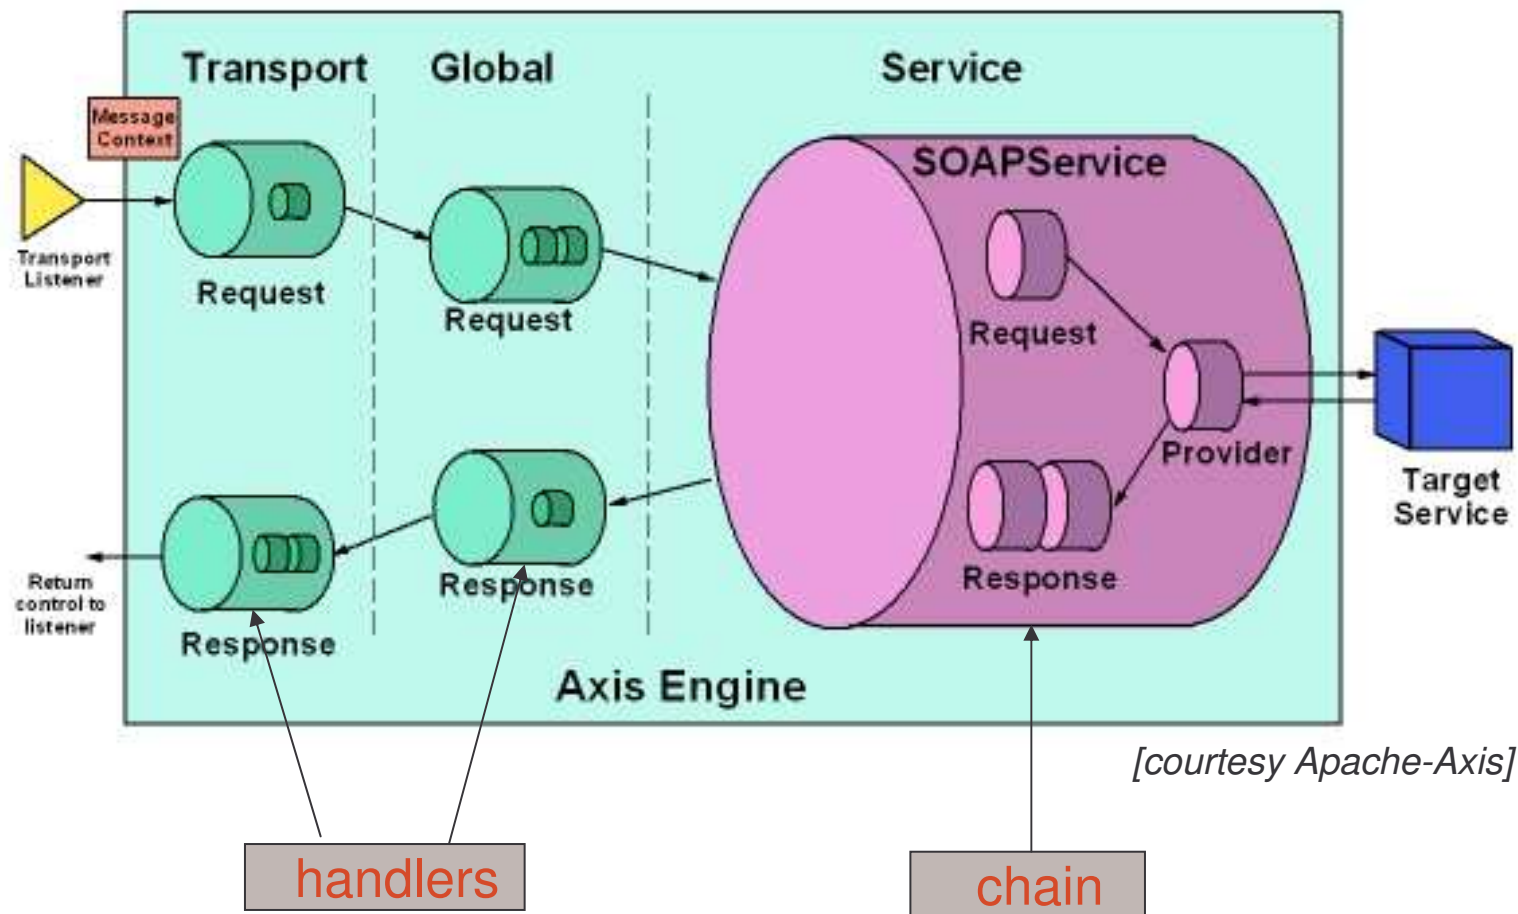 Transport
Global
Service
Message
Context
SOAPService
Transport
Listener
Request
Request
Request
Provider
Target
Service
Return
control to
listener
Response
Response
Response
Axis Engine
[courtesy Apache-Axis]
handlers
chain